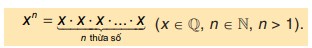 xⁿ = x · x · x · ... · x (x ∈ ℚ, n ∈ ℕ, n > 1).
n thừa số